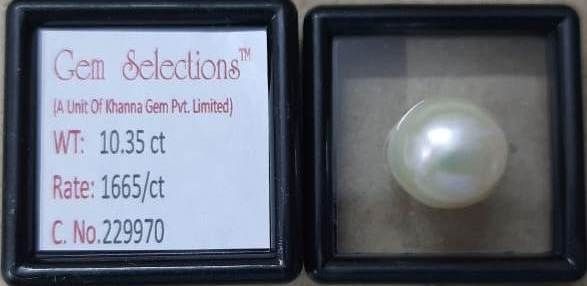 Gem Selections™
(A Unit Of Khanna Gem Pvt. Limited)
WT: 10.35 ct
Rate: 1665/ct
C. No.229970